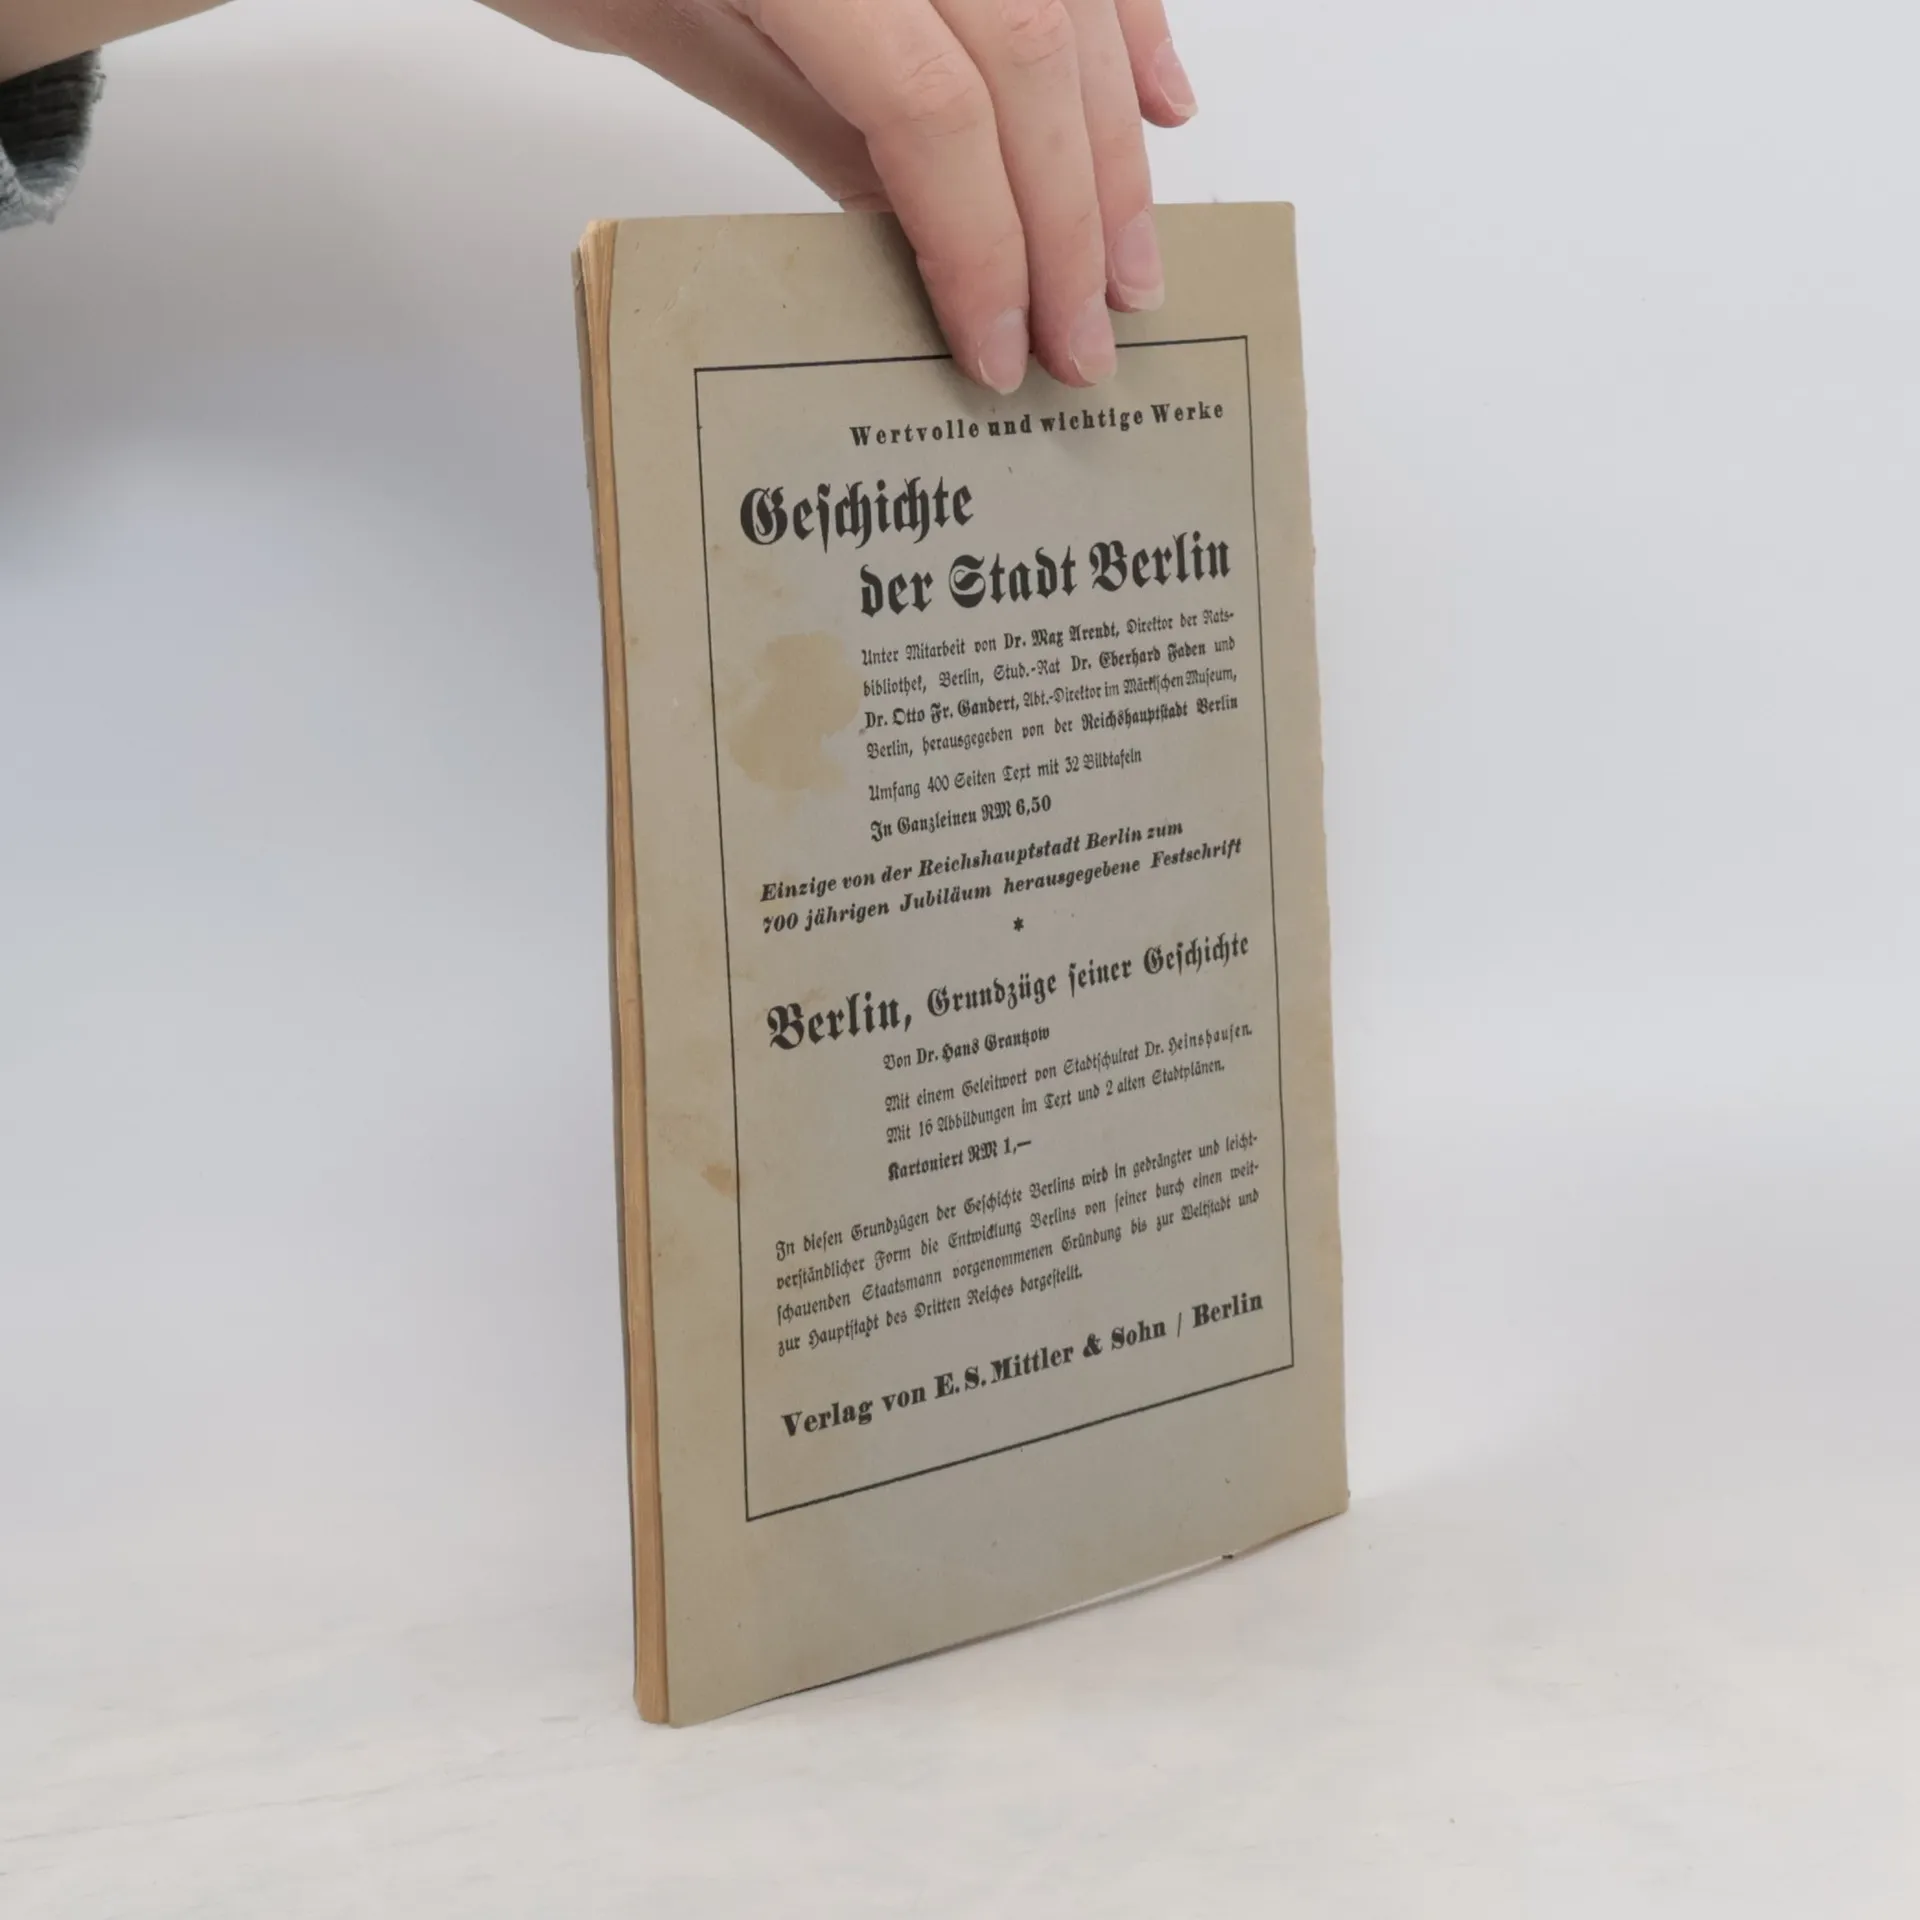 Wertvolle und wichtige Werke
Geſchichte
der Stadt Berlin
Unter Mitarbeit von Dr. Max Arendt, Direktor der Rats-
bibliothek, Berlin, Stud.-Rat Dr. Eberhard Faden und
Dr. Otto Fr. Gandert, Abt.-Direktor im Märkiſchen Muſeum,
Berlin, herausgegeben von der Reichshauptſtadt Berlin
Umfang 400 Seiten Text mit 32 Bildtafeln
In Ganzleinen RM 6,50
Einzige von der Reichshauptstadt Berlin zum
700 jährigen Jubiläum herausgegebene Festschrift
*
Berlin, Grundzüge ſeiner Geſchichte
Von Dr. Hans Grantzow
Mit einem Geleitwort von Stadtſchulrat Dr. Heinshauſen.
Mit 16 Abbildungen im Text und 2 alten Stadtplänen.
Kartoniert RM 1,—
In dieſen Grundzügen der Geſchichte Berlins wird in gedrängter und leicht-
verſtändlicher Form die Entwicklung Berlins von ſeiner durch einen weit-
ſchauenden Staatsmann vorgenommenen Gründung bis zur Weltſtadt und
zur Hauptſtadt des Dritten Reiches dargeſtellt.
Verlag von E. S. Mittler & Sohn / Berlin